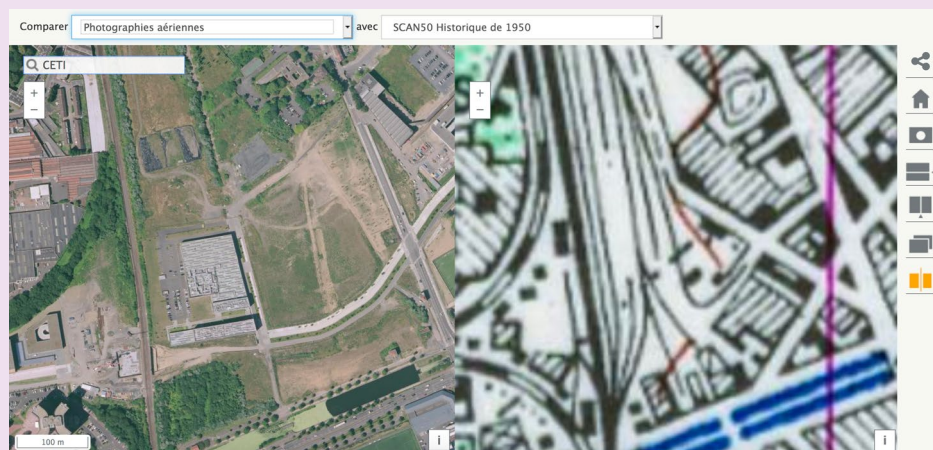 Comparer Photographies aériennes avec SCAN50 Historique de 1950
CETI
+
−
+
−
100 m
i
i